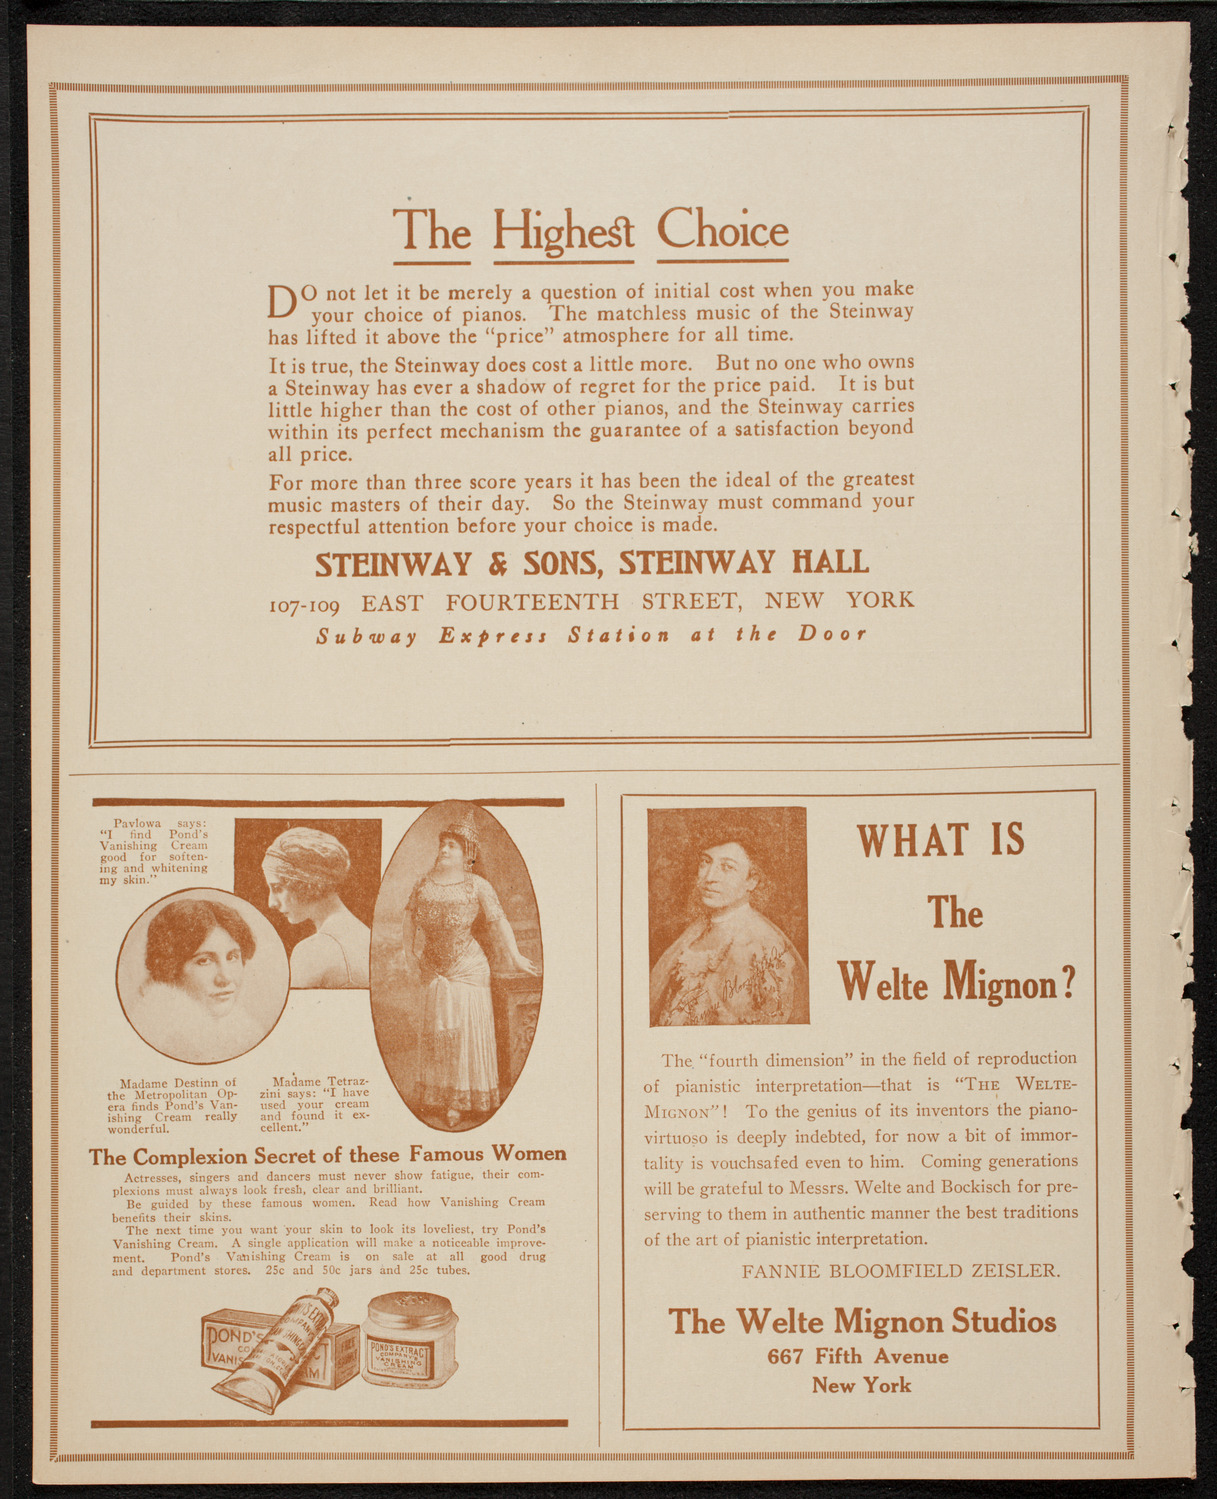 The Highest Choice
DO not let it be merely a question of initial cost when you make
your choice of pianos. The matchless music of the Steinway
has lifted it above the "price" atmosphere for all time.
It is true, the Steinway does cost a little more. But no one who owns
a Steinway has ever a shadow of regret for the price paid. It is but
little higher than the cost of other pianos, and the Steinway carries
within its perfect mechanism the guarantee of a satisfaction beyond
all price.
For more than three score years it has been the ideal of the greatest
music masters of their day. So the Steinway must command your
respectful attention before your choice is made.
STEINWAY & SONS, STEINWAY HALL
107-109 EAST FOURTEENTH STREET, NEW YORK
Subway Express Station at the Door
Pavlowa says:
"I find Pond's
Vanishing Cream
good for soften-
ing and whitening
my skin."
Madame Destinn of
the Metropolitan Op-
era finds Pond's Van-
ishing Cream really
wonderful.
Madame Tetraz-
zini says: "I have
used your cream
and found it ex-
cellent."
The Complexion Secret of these Famous Women
Actresses, singers and dancers must never show fatigue, their com-
plexions must always look fresh, clear and brilliant.
Be guided by these famous women. Read how Vanishing Cream
benefits their skins.
The next time you want your skin to look its loveliest, try Pond's
Vanishing Cream. A single application will make a noticeable improve-
ment. Pond's Vanishing Cream is on sale at all good drug
and department stores. 25c and 50c jars and 25c tubes.
POND'S
VANIS
POND'S EXTRACT
COMPANY'S
VANISHING
CREAM
WHAT IS
The
Welte Mignon?
The "fourth dimension" in the field of reproduction
of pianistic interpretation—that is "THE WELTE-
MIGNON"! To the genius of its inventors the piano-
virtuoso is deeply indebted, for now a bit of immor-
tality is vouchsafed even to him. Coming generations
will be grateful to Messrs. Welte and Bockisch for pre-
serving to them in authentic manner the best traditions
of the art of pianistic interpretation.
FANNIE BLOOMFIELD ZEISLER.
The Welte Mignon Studios
667 Fifth Avenue
New York